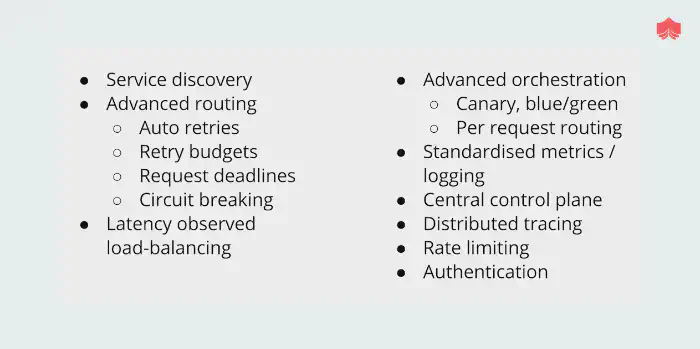 ● Service discovery
● Advanced routing
○ Auto retries
○ Retry budgets
○ Request deadlines
○ Circuit breaking
● Latency observed
load-balancing
● Advanced orchestration
○ Canary, blue/green
○ Per request routing
● Standardised metrics /
logging
● Central control plane
● Distributed tracing
● Rate limiting
● Authentication